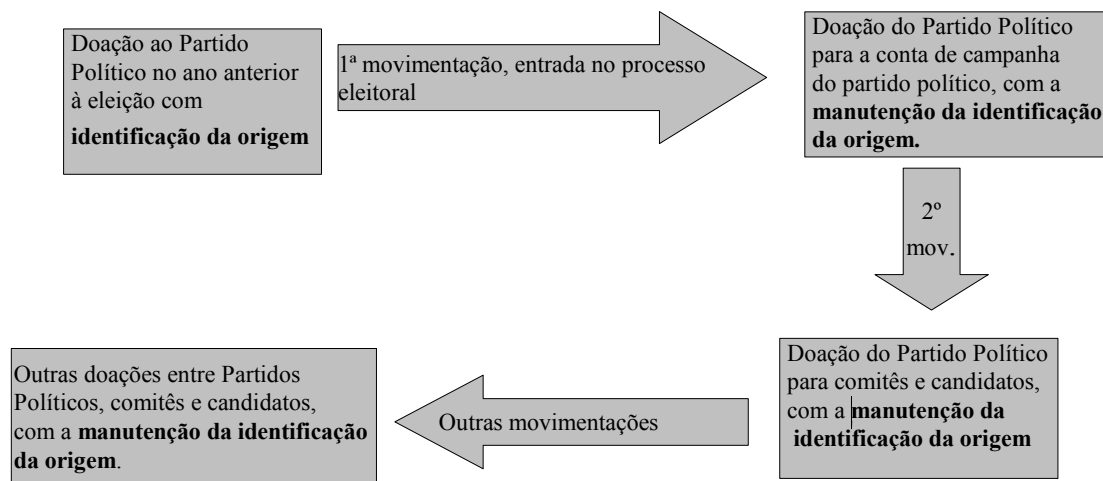 Doação ao Partido
Político no ano anterior
à eleição com
identificação da origem
1ª movimentação, entrada no processo
eleitoral
Doação do Partido Político
para a conta de campanha
do partido político, com a
manutenção da identificação
da origem.
2º
mov.
Doação do Partido Político
para comitês e candidatos,
com a manutenção da
identificação da origem
Outras movimentações
Outras doações entre Partidos
Políticos, comitês e candidatos,
com a manutenção da identificação
da origem.